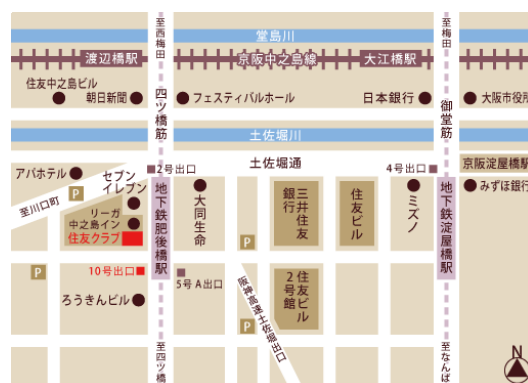 至西梅田
至梅田
堂島川
渡辺橋駅
京阪中之島線
大江橋駅
住友中之島ビル
朝日新聞
四ツ橋筋
フェスティバルホール
日本銀行
御堂筋
大阪市役所
土佐堀川
アパホテル
セブン
イレブン
2号出口
土佐堀通
4号出口
京阪淀屋橋駅
みずほ銀行
P
至川口町
リーガ
中之島イン
住友クラブ
地下鉄肥後橋駅
大同生命
三井住友
銀行
住友ビル
ミズノ
地下鉄淀屋橋駅
P
P
10号出口
5号A出口
阪神高速土佐堀出口
住友ビル
2号館
ろうきんビル
P
至四ツ橋
至なんば
N